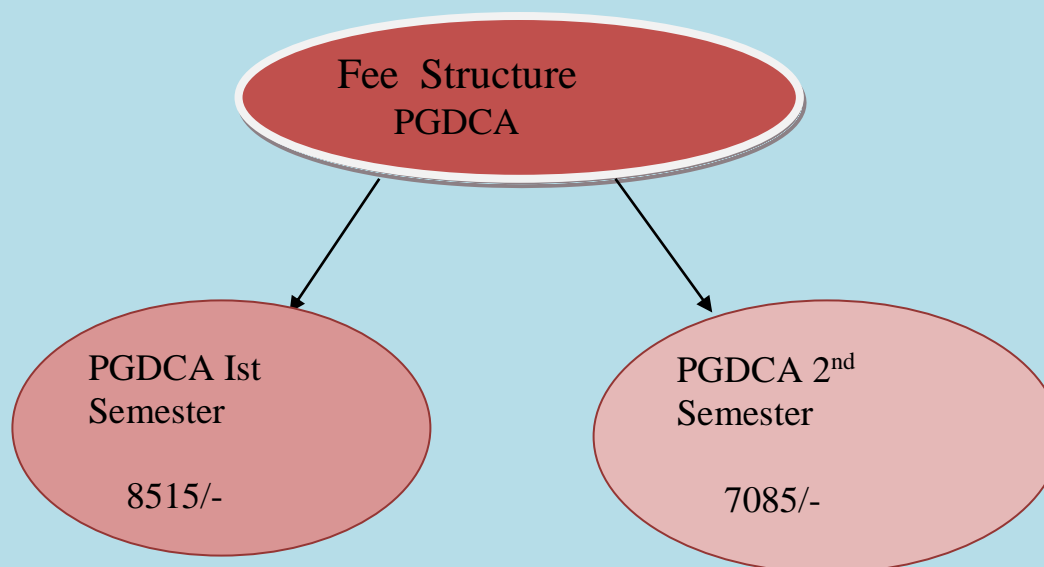 Fee Structure
PGDCA
PGDCA Ist
Semester
8515/-
PGDCA 2nd
Semester
7085/-